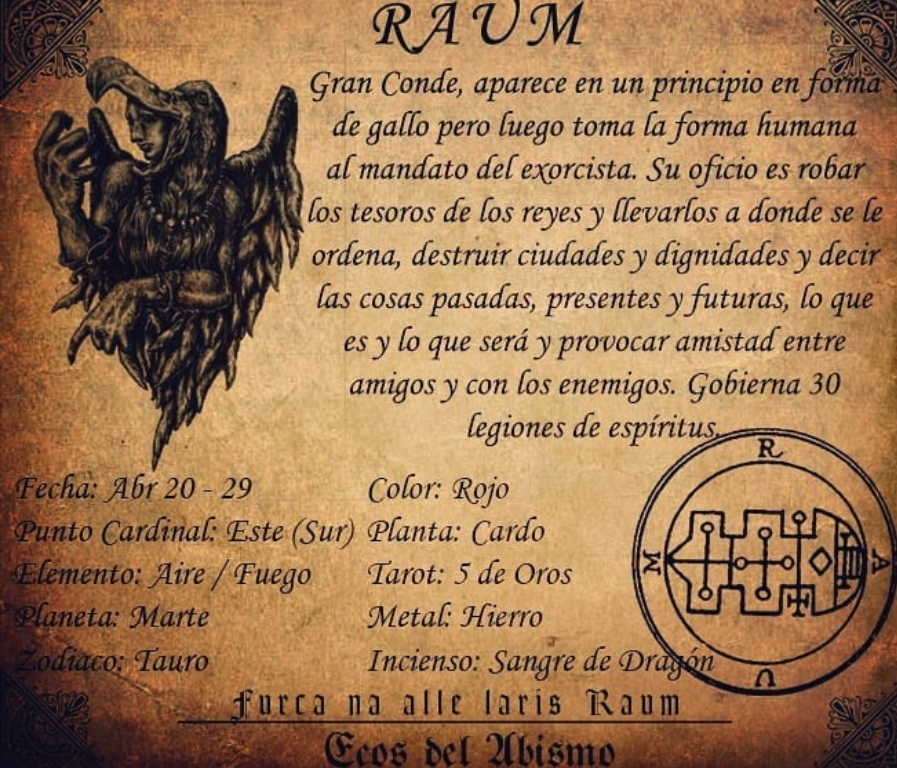 RAUM
Gran Conde, aparece en un principio en forma
de gallo pero luego toma la forma humana
al mandato del exorcista. Su oficio es robar
los tesoros de los reyes y llevarlos a donde se le
ordena, destruir ciudades y dignidades y decir
las cosas pasadas, presentes y futuras, lo que
es y lo que será y provocar amistad entre
amigos y con los enemigos. Gobierna 30
legiones de espíritus.
Fecha: Abr 20 - 29
Punto Cardinal: Este (Sur)
Elemento: Aire / Fuego
Planeta: Marte
Zodiaco: Tauro
Color: Rojo
Planta: Cardo
Tarot: 5 de Oros
Metal: Hierro
Incienso: Sangre de Dragón
R A U M
Furca na alle laris Raum
Ecos del Abismo